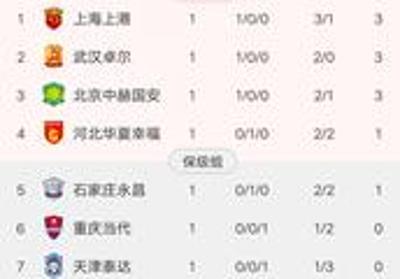 1 上海上港 1 1/0/0 3/1 3
2 武汉卓尔 1 1/0/0 2/0 3
3 北京中赫国安 1 1/0/0 2/1 3
4 河北华夏幸福 1 0/1/0 2/2 1
保级组
5 石家庄永昌 1 0/1/0 2/2 1
6 重庆当代 1 0/0/1 1/2 0
7 天津泰达 1 0/0/1 1/3 0